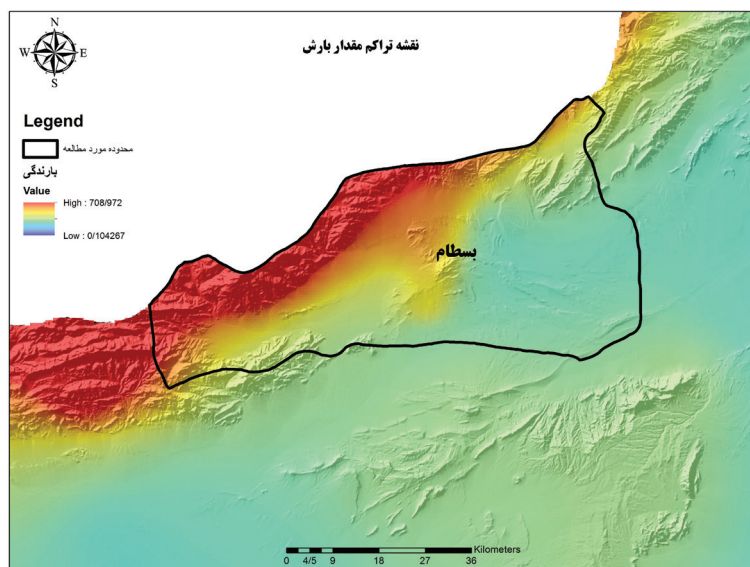 نقشه تراکم مقدار بارش
N
W E
S
Legend
محدوده مورد مطالعه
بارندگی
Value
High : 708/972
Low : 0/104267
بسطام
Kilometers
0 4/5 9 18 27 36